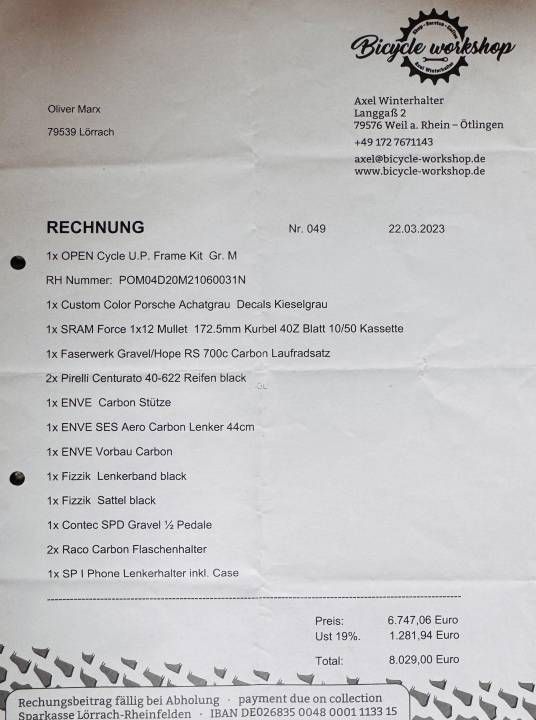 Shop - Service - Coffee
Bicycle workshop
Axel Winterhalter
Oliver Marx
79539 Lörrach
Axel Winterhalter
Langgaß 2
79576 Weil a. Rhein – Ötlingen
+49 172 7671143
axel@bicycle-workshop.de
www.bicycle-workshop.de
RECHNUNG Nr. 049 22.03.2023
1x OPEN Cycle U.P. Frame Kit Gr. M
RH Nummer: POM04D20M21060031N
1x Custom Color Porsche Achatgrau Decals Kieselgrau
1x SRAM Force 1x12 Mullet 172.5mm Kurbel 40Z Blatt 10/50 Kassette
1x Faserwerk Gravel/Hope RS 700c Carbon Laufradsatz
2x Pirelli Centurato 40-622 Reifen black
1x ENVE Carbon Stütze
1x ENVE SES Aero Carbon Lenker 44cm
1x ENVE Vorbau Carbon
1x Fizzik Lenkerband black
1x Fizzik Sattel black
1x Contec SPD Gravel ½ Pedale
2x Raco Carbon Flaschenhalter
1x SP I Phone Lenkerhalter inkl. Case
Preis: 6.747,06 Euro
Ust 19%. 1.281,94 Euro
Total: 8.029,00 Euro
Rechungsbeitrag fällig bei Abholung · payment due on collection
Sparkasse Lörrach-Rheinfelden · IBAN DE026835 0048 0001 1133 15